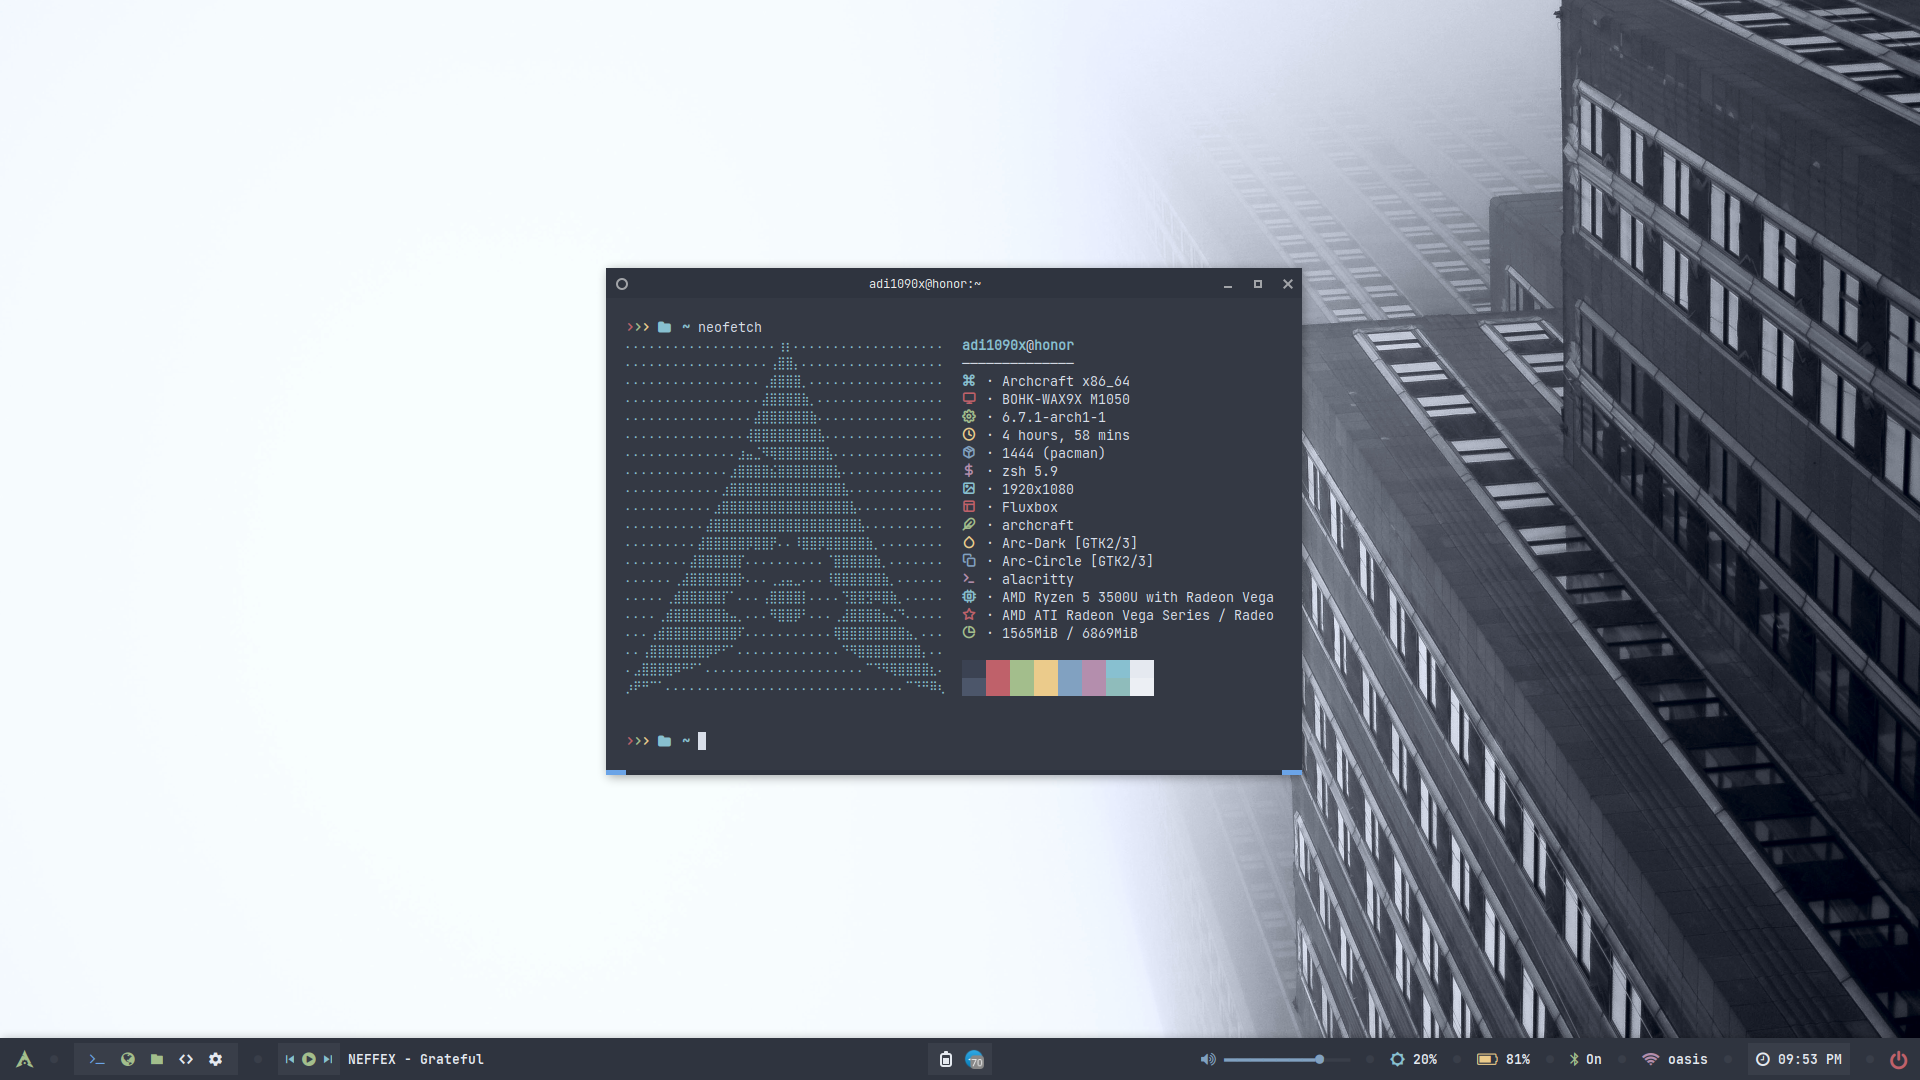 adi1090x@honor:~
~ neofetch
adi1090x@honor
Archcraft x86_64
BOHK-WAX9X M1050
6.7.1-arch1-1
4 hours, 58 mins
1444 (pacman)
zsh 5.9
1920x1080
Fluxbox
archcraft
Arc-Dark [GTK2/3]
Arc-Circle [GTK2/3]
alacritty
AMD Ryzen 5 3500U with Radeon Vega
AMD ATI Radeon Vega Series / Radeo
1565MiB / 6869MiB
~
NEFFEX - Grateful
70
20%
81%
On
oasis
09:53 PM